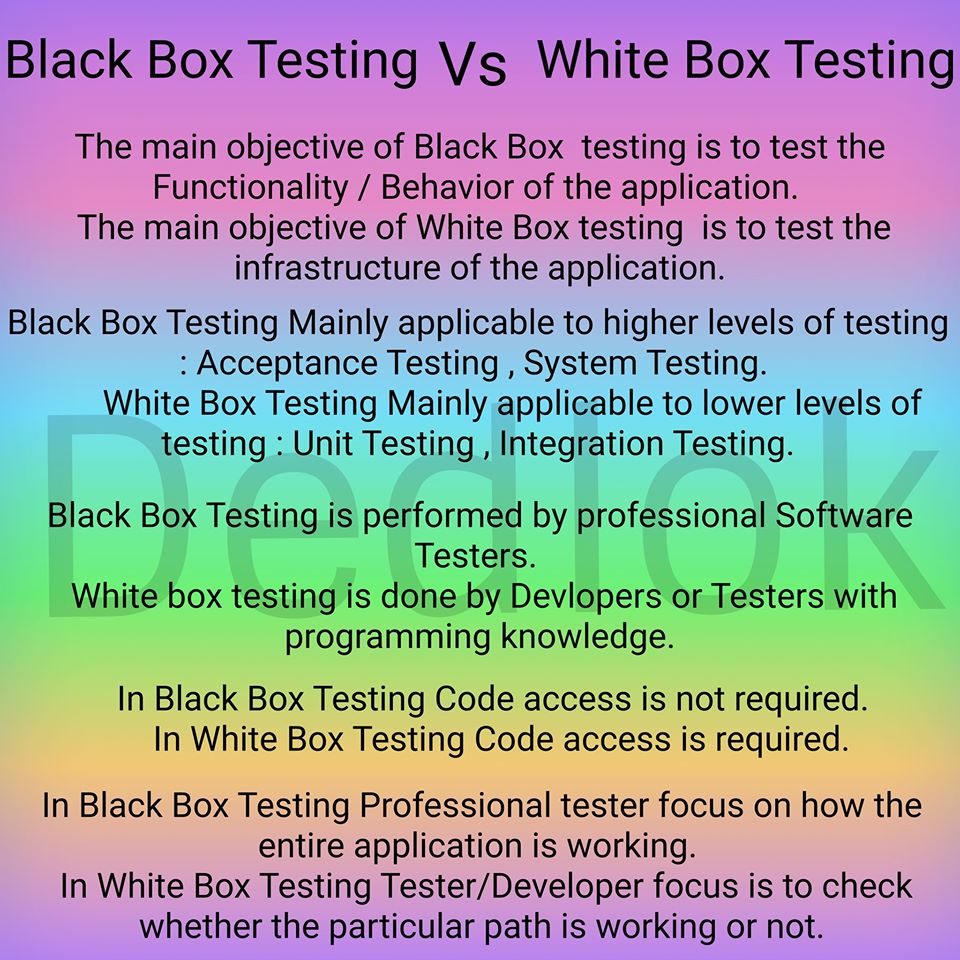 Black Box Testing Vs White Box Testing
The main objective of Black Box testing is to test the
Functionality / Behavior of the application.
The main objective of White Box testing is to test the
infrastructure of the application.
Black Box Testing Mainly applicable to higher levels of testing
: Acceptance Testing , System Testing.
White Box Testing Mainly applicable to lower levels of
testing : Unit Testing , Integration Testing.
Dedlok
Black Box Testing is performed by professional Software
Testers.
White box testing is done by Devlopers or Testers with
programming knowledge.
In Black Box Testing Code access is not required.
In White Box Testing Code access is required.
In Black Box Testing Professional tester focus on how the
entire application is working.
In White Box Testing Tester/Developer focus is to check
whether the particular path is working or not.